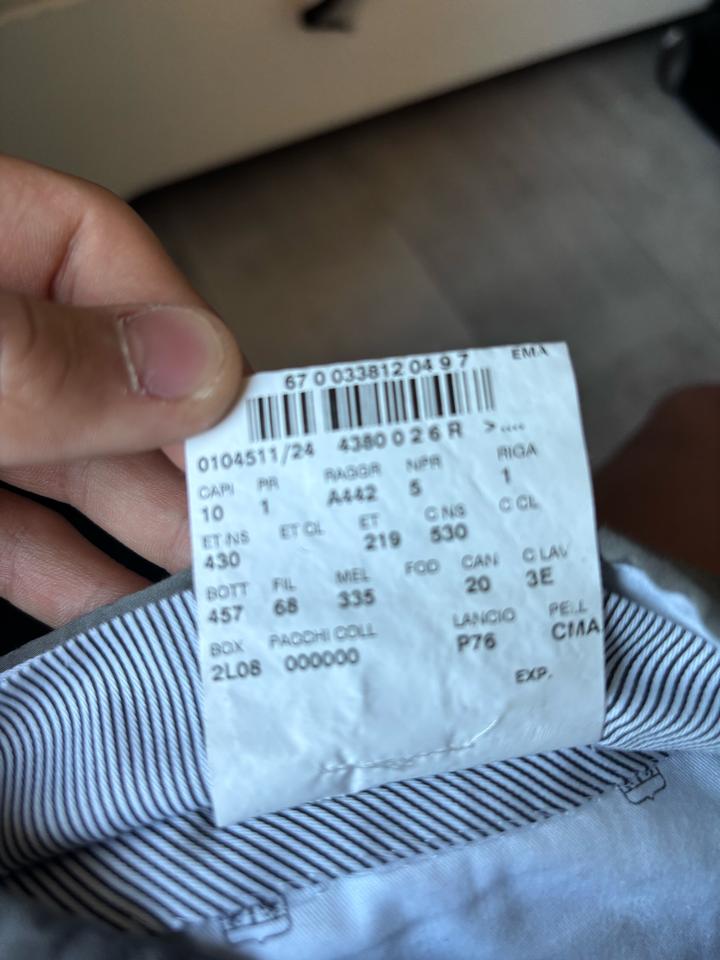 EMA
67 0 033812 04 9 7
0104511/24 4380 0 2 6 R >....
CAPI PR RAGGR NPR RIGA
10 1 A442 5 1
ET NS ET CL ET C NS C CL
430 219 530
BOTT FIL MEL FOD CAN C LAV
457 68 335 20 3E
BOX PACCHI COLL LANCIO PELL
2L08 000000 P76 CMA
EXP.